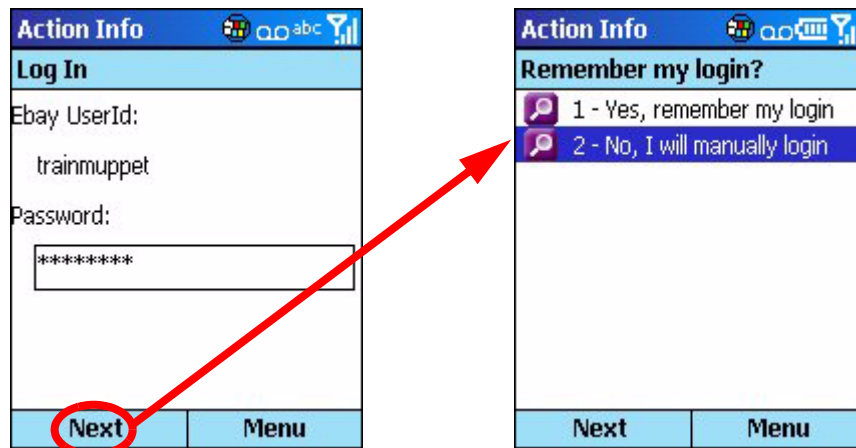 Action Info
abc
Log In
Ebay UserId:
trainmuppet
Password:
********
Next
Menu
Action Info
Remember my login?
1 - Yes, remember my login
2 - No, I will manually login
Next
Menu